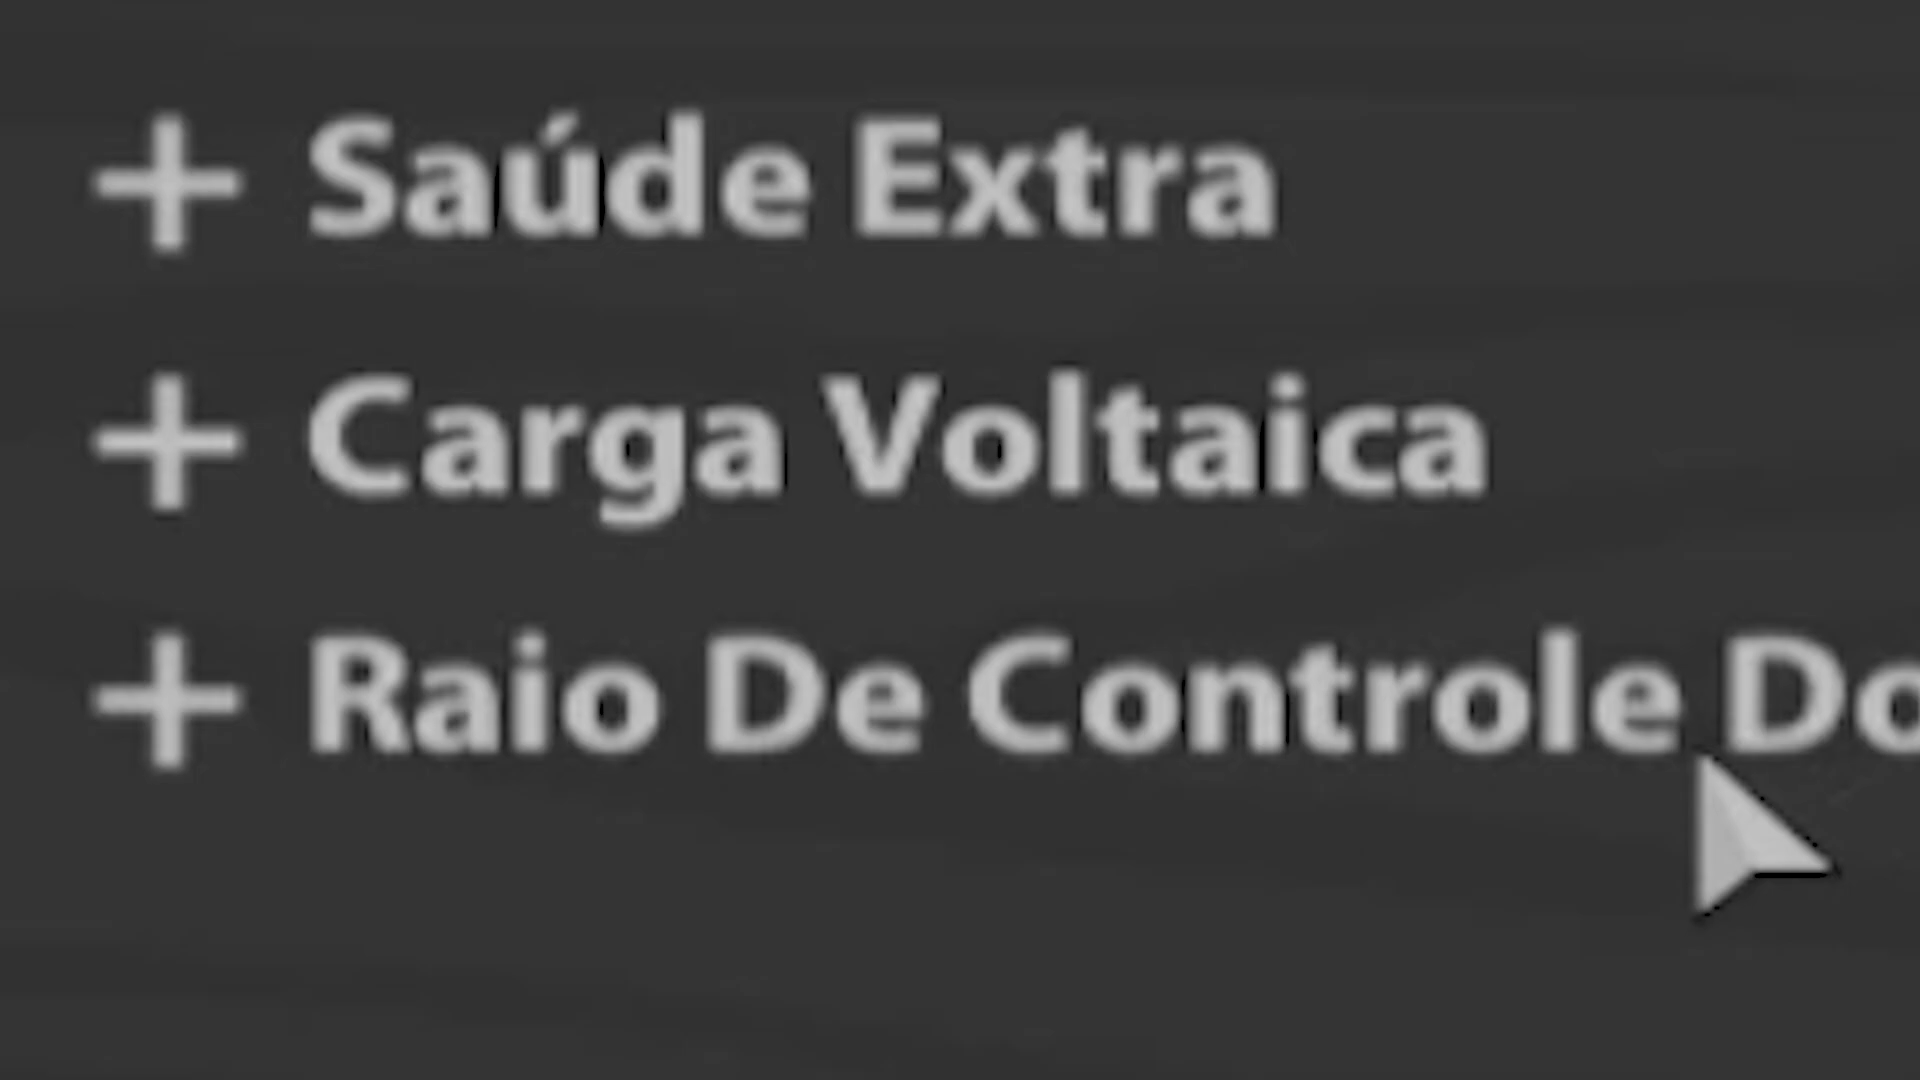 + Saúde Extra
+ Carga Voltaica
+ Raio De Controle Do